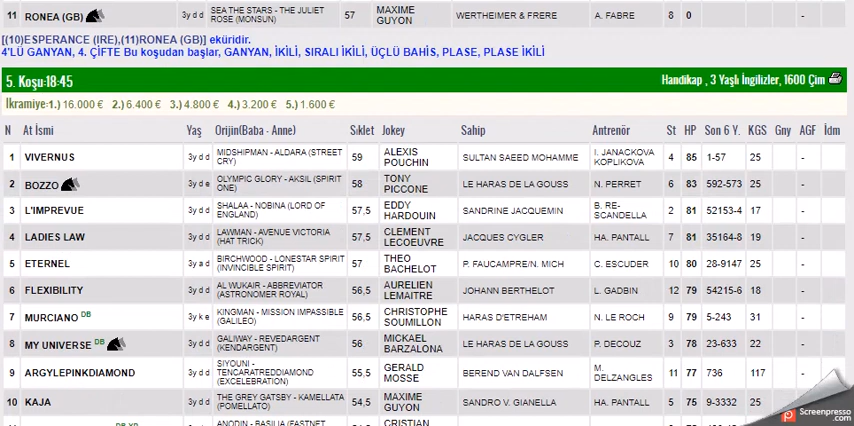 11 RONEA (GB) 3y d d SEA THE STARS - THE JULIET ROSE (MONSUN) 57 MAXIME GUYON WERTHEIMER & FRERE A. FABRE 8 0 -
[(10)ESPERANCE (IRE),(11)RONEA (GB)] eküridir.
4'LÜ GANYAN, 4. ÇİFTE Bu koşudan başlar, GANYAN, İKİLİ, SIRALI İKİLİ, ÜÇLÜ BAHİS, PLASE, PLASE İKİLİ
5. Koşu:18:45 Handikap , 3 Yaşlı İngilizler, 1600 Çim
İkramiye:1.) 16.000 € 2.) 6.400 € 3.) 4.800 € 4.) 3.200 € 5.) 1.600 €
N At İsmi Yaş Orijin(Baba - Anne) Sıklet Jokey Sahip Antrenör St HP Son 6 Y. KGS Gny AGF İdm
1 VIVERNUS 3y d d MIDSHIPMAN - ALDARA (STREET CRY) 59 ALEXIS POUCHIN SULTAN SAEED MOHAMME I. JANACKOVA KOPLIKOVA 4 85 1-57 25 -
2 BOZZO 3y d e OLYMPIC GLORY - AKSIL (SPIRIT ONE) 58 TONY PICCONE LE HARAS DE LA GOUSS N. PERRET 6 83 592-573 25 -
3 L'IMPREVUE 3y d d SHALAA - NOBINA (LORD OF ENGLAND) 57,5 EDDY HARDOUIN SANDRINE JACQUEMIN B. RE-SCANDELLA 2 81 52153-4 17 -
4 LADIES LAW 3y d d LAWMAN - AVENUE VICTORIA (HAT TRICK) 57,5 CLEMENT LECOEUVRE JACQUES CYGLER HA. PANTALL 7 81 35164-8 19 -
5 ETERNEL 3y a d BIRCHWOOD - LONESTAR SPIRIT (INVINCIBLE SPIRIT) 57 THEO BACHELOT P. FAUCAMPRE/N. MICH C. ESCUDER 10 80 28-9147 25 -
6 FLEXIBILITY 3y d d AL WUKAIR - ABBREVIATE (ASTRONOMER ROYAL) 56,5 AURELIEN LEMAITRE JOHANN BERTHELOT L. GADBIN 12 79 54215-6 18 -
7 MURCIANO DB 3y k e KINGMAN - MISSION IMPASSIBLE (GALILEO) 56,5 CHRISTOPHE SOUMILLON HARAS D'ETREHAM N. LE ROCH 9 79 5-243 31 -
8 MY UNIVERSE DB 3y d d GALIWAY - REVEDARGENT (KENDARGENT) 56 MICKAEL BARZALONA LE HARAS DE LA GOUSS P. DECOUZ 3 78 23-633 22 -
9 ARGYLEPINKDIAMOND 3y d d SIYOUNI - TENCARATREDDIAMOND (EXCELEBRATION) 55,5 GERALD MOSSE BEREND VAN DALFSEN M. DELZANGLES 11 77 736 117 -
10 KAJA 3y d d THE GREY GATSBY - KAMELLATA (POMELLATO) 54,5 MAXIME GUYON SANDRO V. GIANELLA HA. PANTALL 5 75 9-3332 25 -
ANODIN - BASILIA (FASTNET CRISTIAN
Screenpresso.com